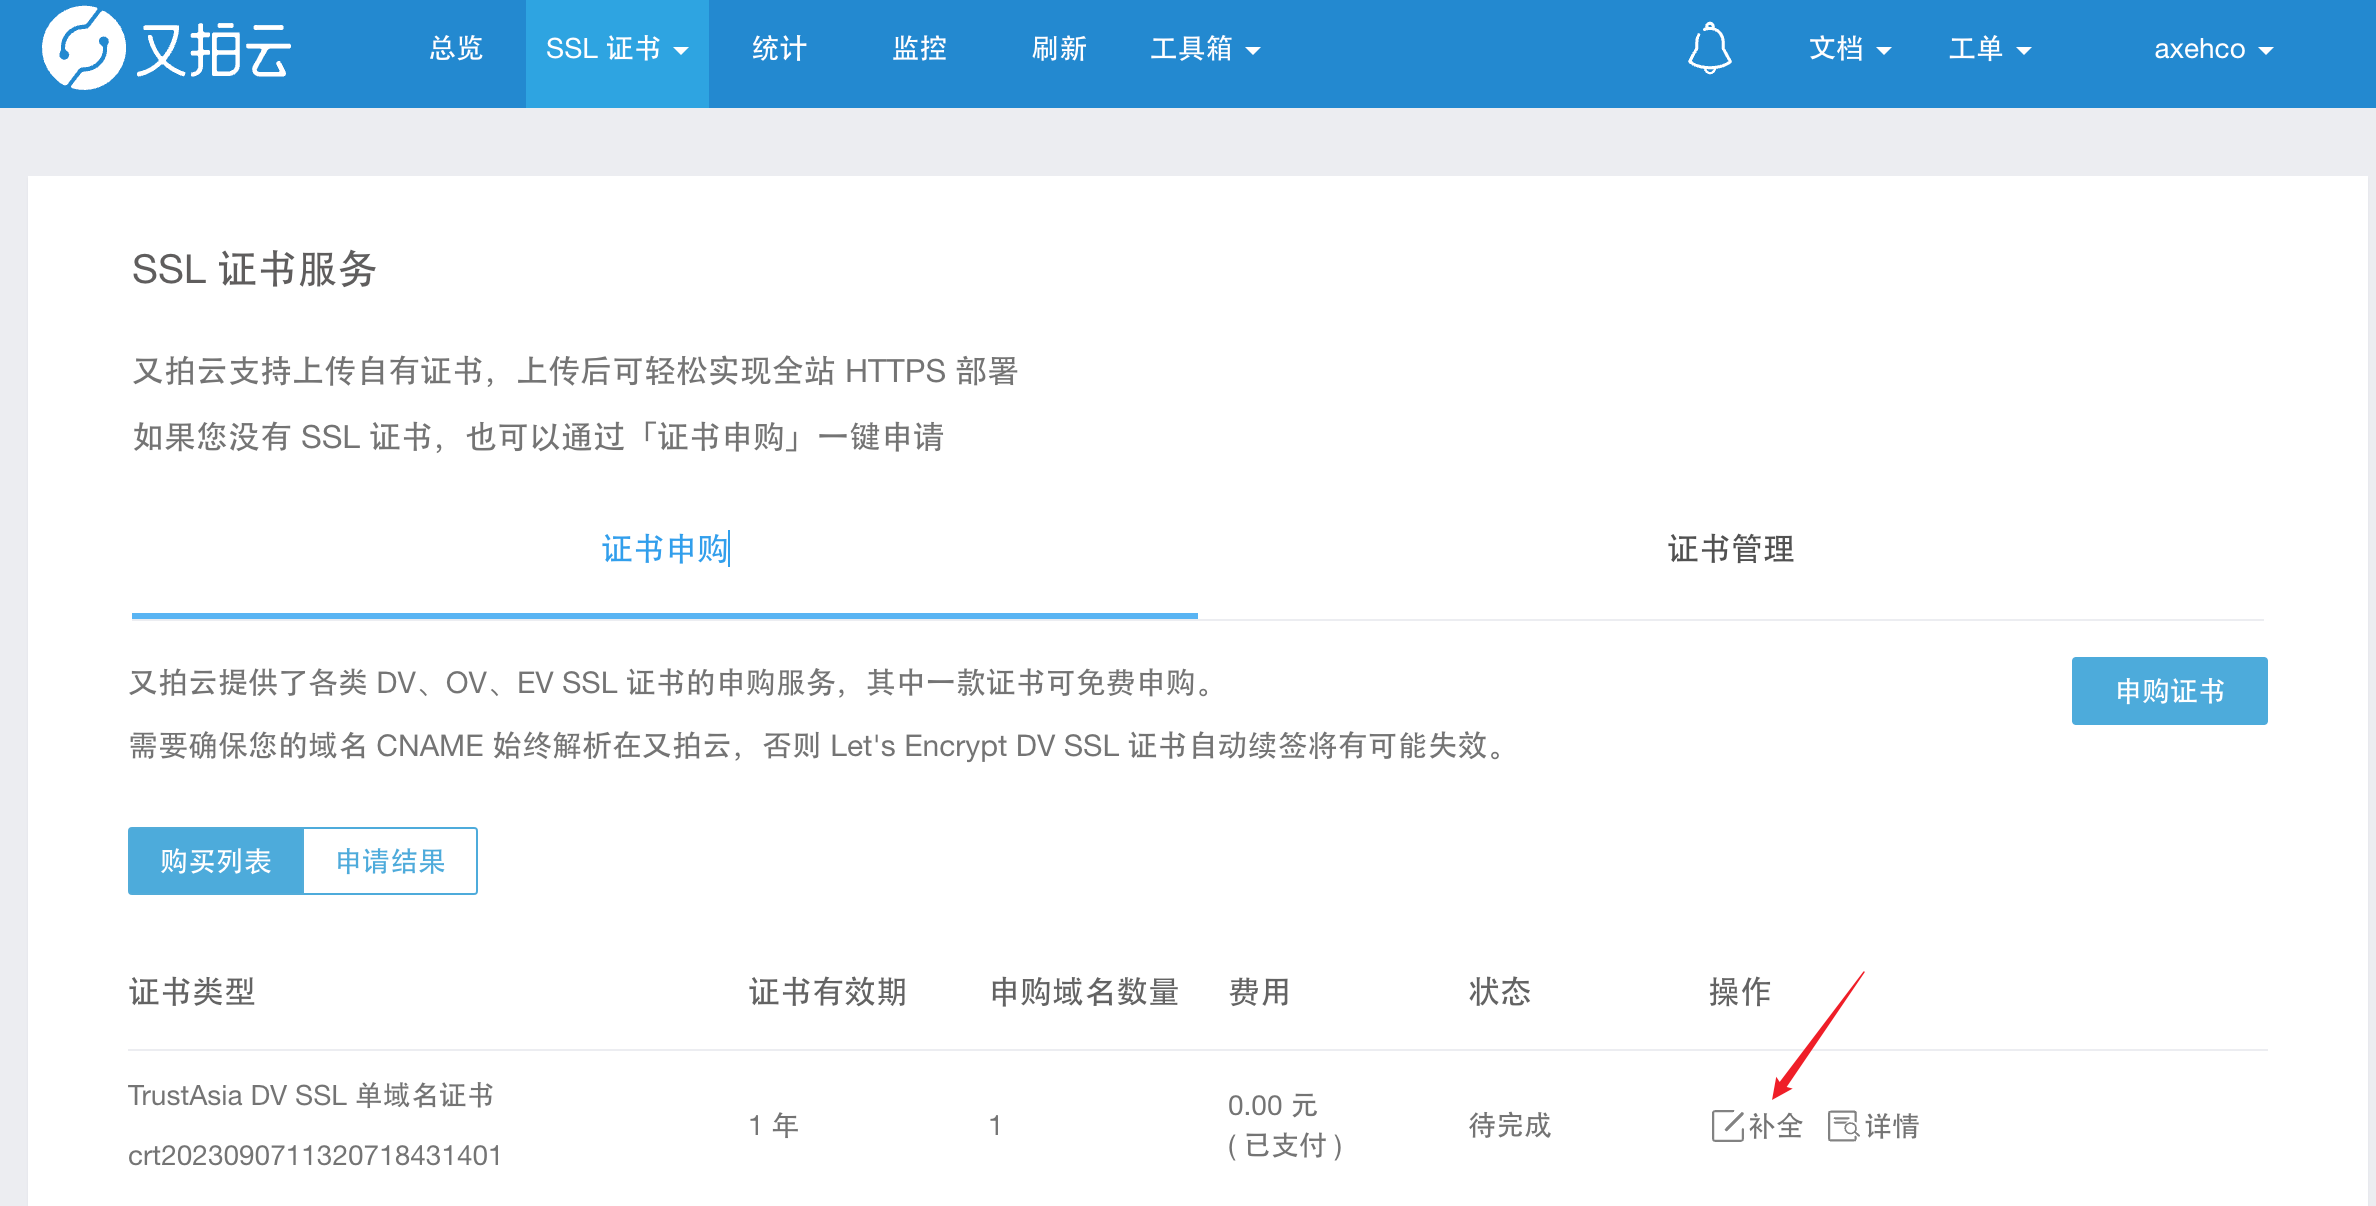 又拍云 总览 SSL 证书 统计 监控 刷新 工具箱 文档 工单 axehco
SSL 证书服务
又拍云支持上传自有证书，上传后可轻松实现全站 HTTPS 部署
如果您没有 SSL 证书，也可以通过「证书申购」一键申请
证书申购 证书管理
又拍云提供了各类 DV、OV、EV SSL 证书的申购服务，其中一款证书可免费申购。
申购证书
需要确保您的域名 CNAME 始终解析在又拍云，否则 Let's Encrypt DV SSL 证书自动续签将有可能失效。
购买列表 申请结果
证书类型 证书有效期 申购域名数量 费用 状态 操作
TrustAsia DV SSL 单域名证书
crt2023090711320718431401
1 年
1
0.00 元
( 已支付 )
待完成
补全 详情